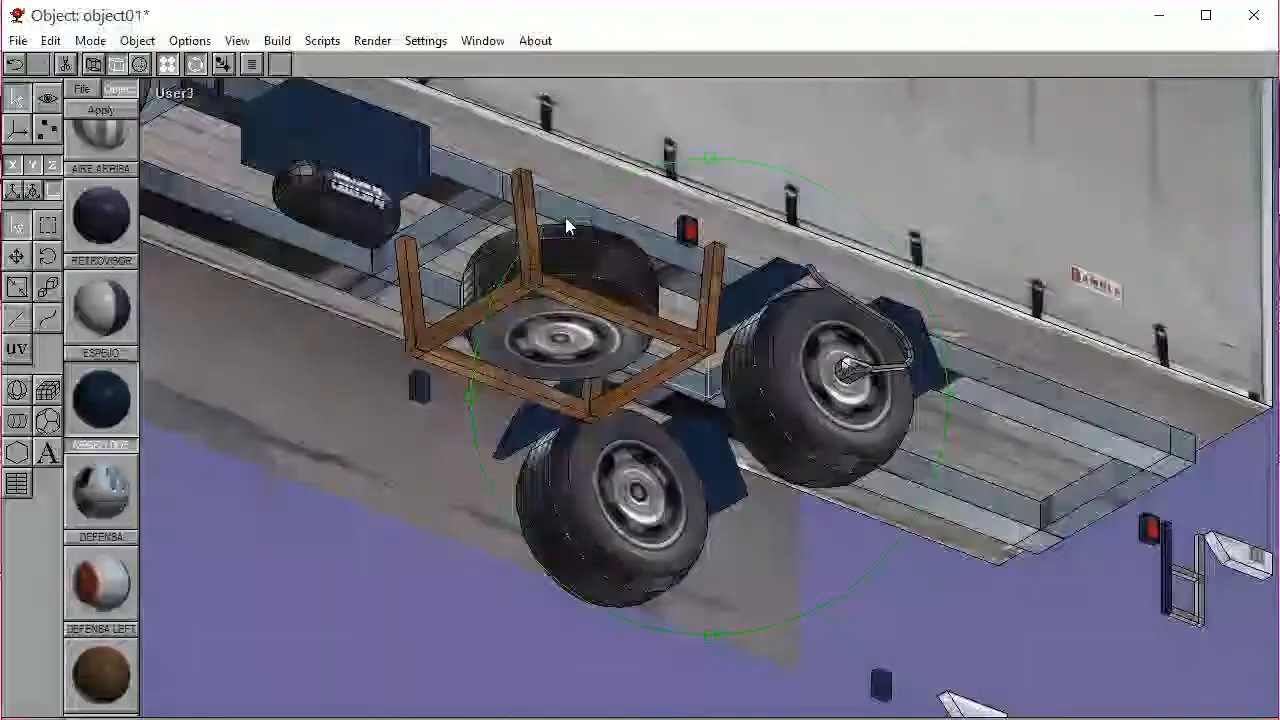 Object: object01*
File Edit Mode Object Options View Build Scripts Render Settings Window About
File
Apply
User3
AIRE ARRIBA
X Y Z
RETROVISOR
ESPEJO
UV
A
DEFENSA
DEFENSA LEFT